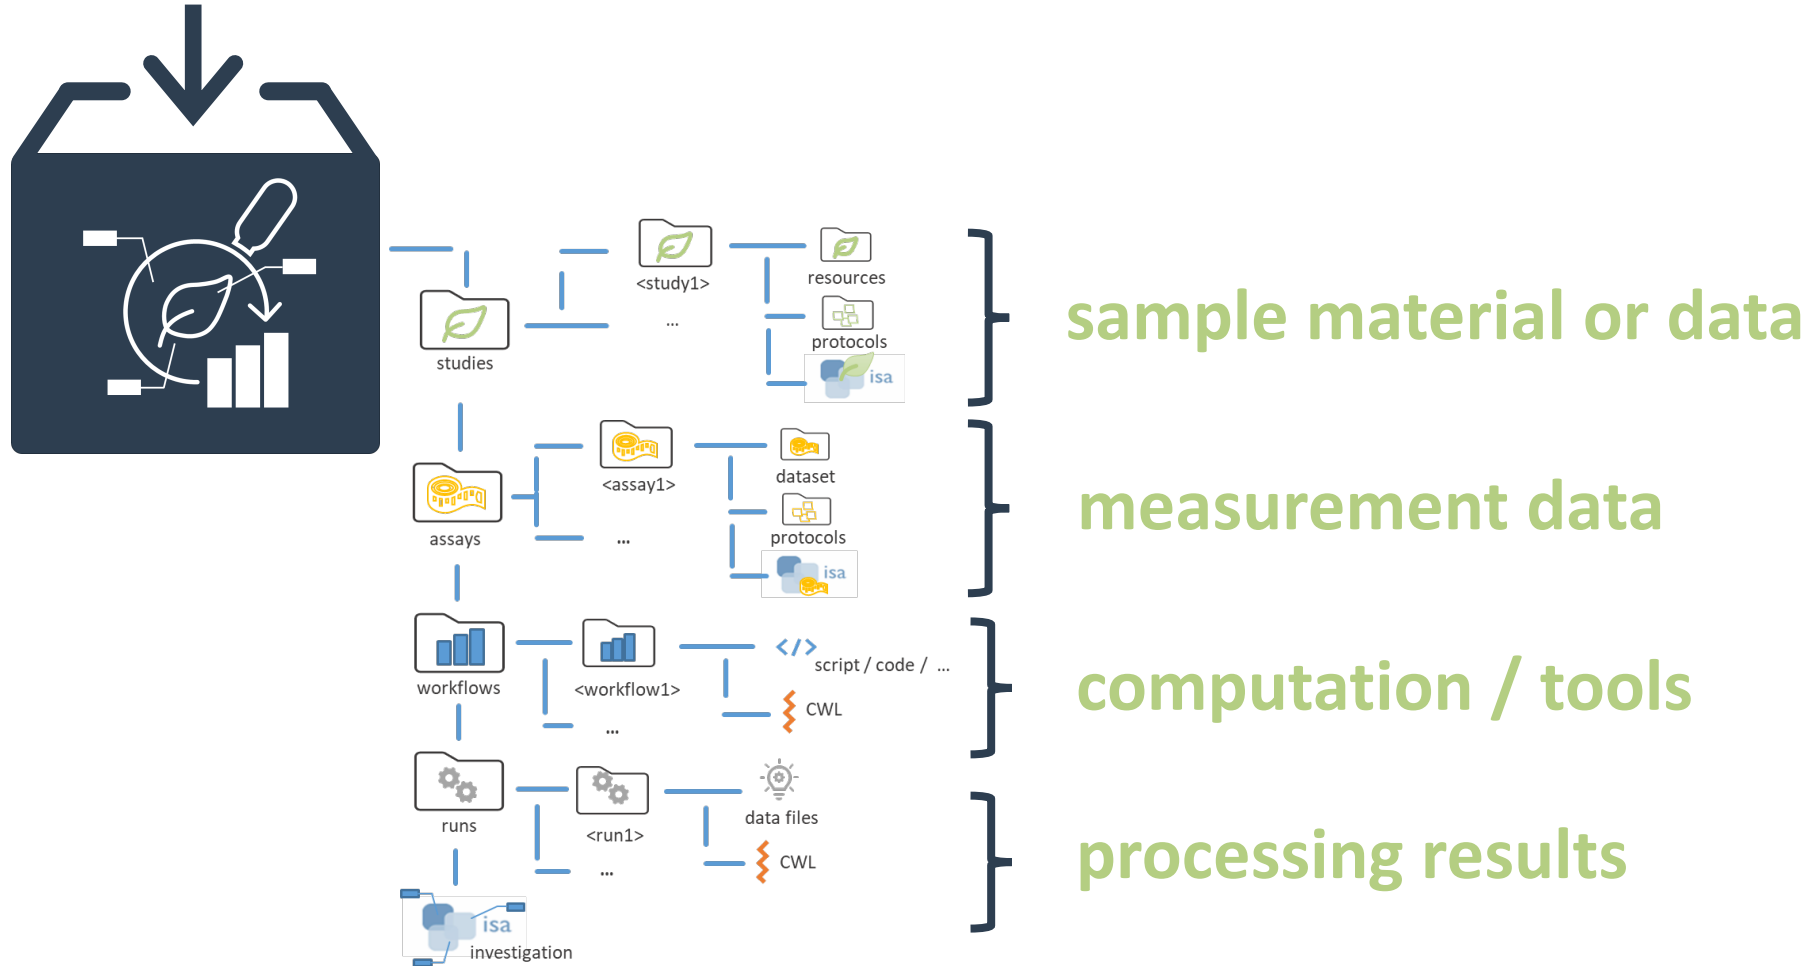 <study1>
...
resources
protocols
isa
studies
sample material or data
<assay1>
...
dataset
protocols
isa
assays
measurement data
workflows
<workflow1>
...
</> script / code / ...
CWL
computation / tools
runs
<run1>
...
data files
CWL
processing results
isa
investigation